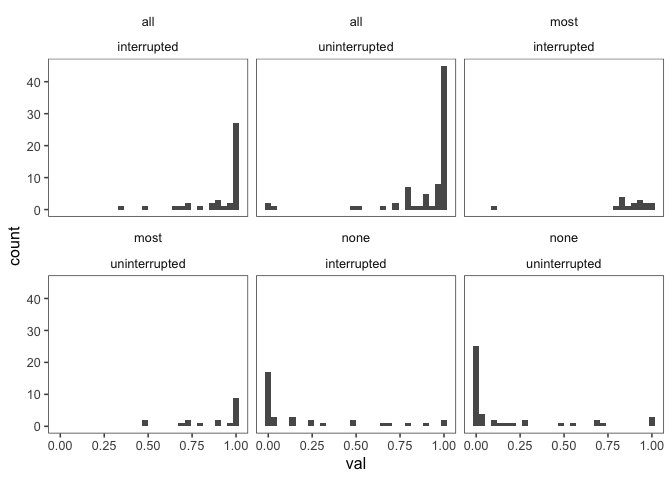 all all most
interrupted uninterrupted interrupted
40
30
20
10
0
most none none
uninterrupted interrupted uninterrupted
40
30
20
10
0
0.00 0.25 0.50 0.75 1.00 0.00 0.25 0.50 0.75 1.00 0.00 0.25 0.50 0.75 1.00
val
count